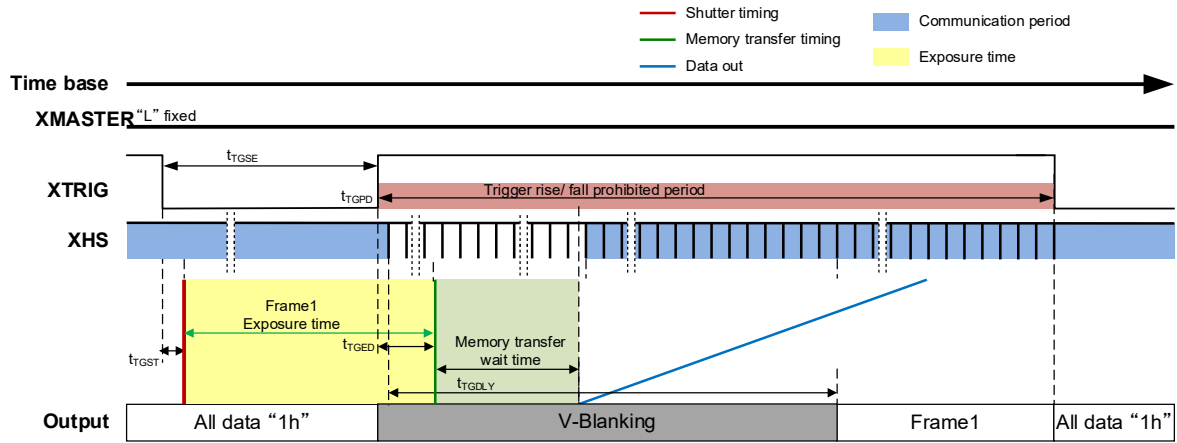 Shutter timing
Memory transfer timing
Data out
Communication period
Exposure time
Time base
XMASTER
“L” fixed
tTGSE
XTRIG
tTGPD
Trigger rise/ fall prohibited period
XHS
Frame1
Exposure time
tTGST
tTGED
Memory transfer
wait time
tTGDLY
Output
All data “1h”
V-Blanking
Frame1
All data “1h”